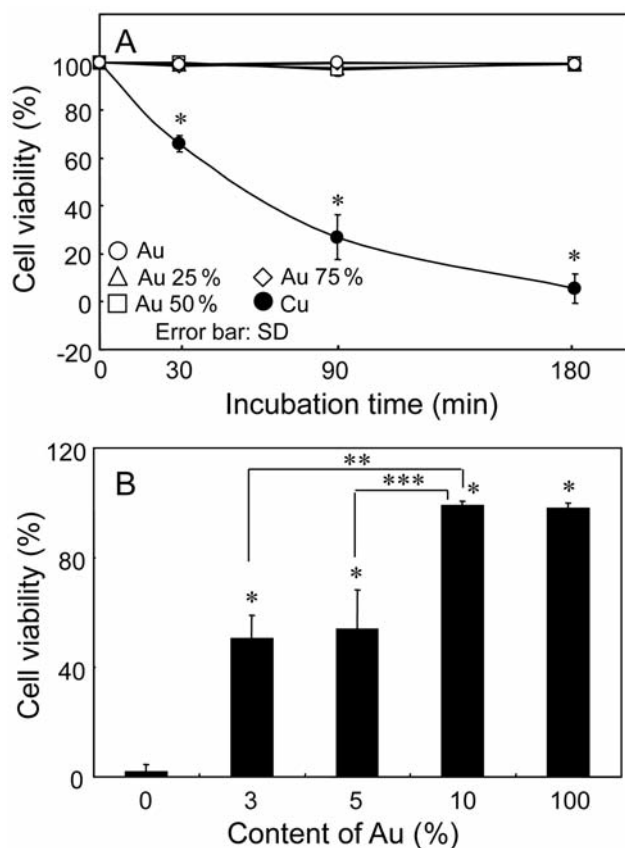 A
Cell viability (%)
100
80
60
40
20
0
-20
*
*
*
Au
Au 25 %
Au 75 %
Au 50 %
Cu
Error bar: SD
0 30 90 180
Incubation time (min)
B
Cell viability (%)
120
80
40
0
**
***
*
*
*
*
0 3 5 10 100
Content of Au (%)